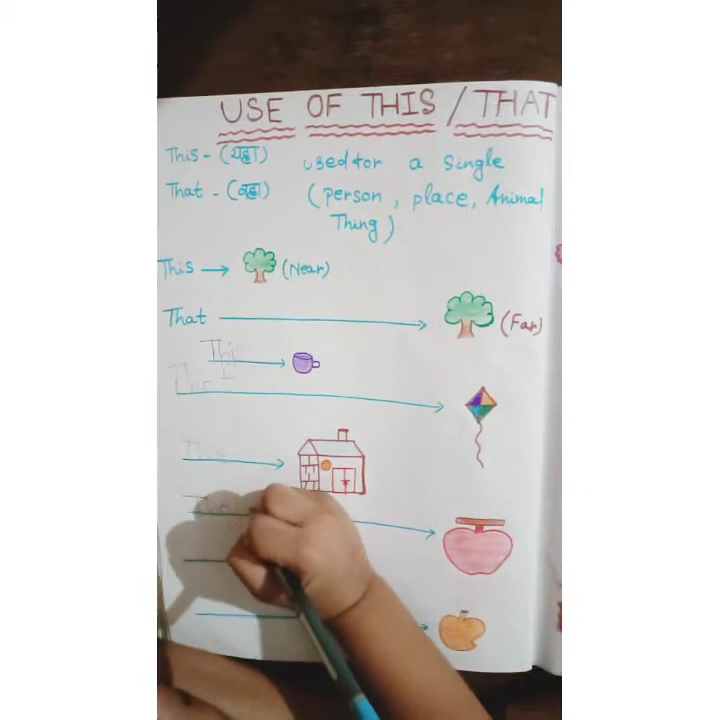 USE OF THIS / THAT
This - (यहा) used for a single
That - (वहा) (person, place, Animal
Thing)
This → (Near)
That → (Far)
This